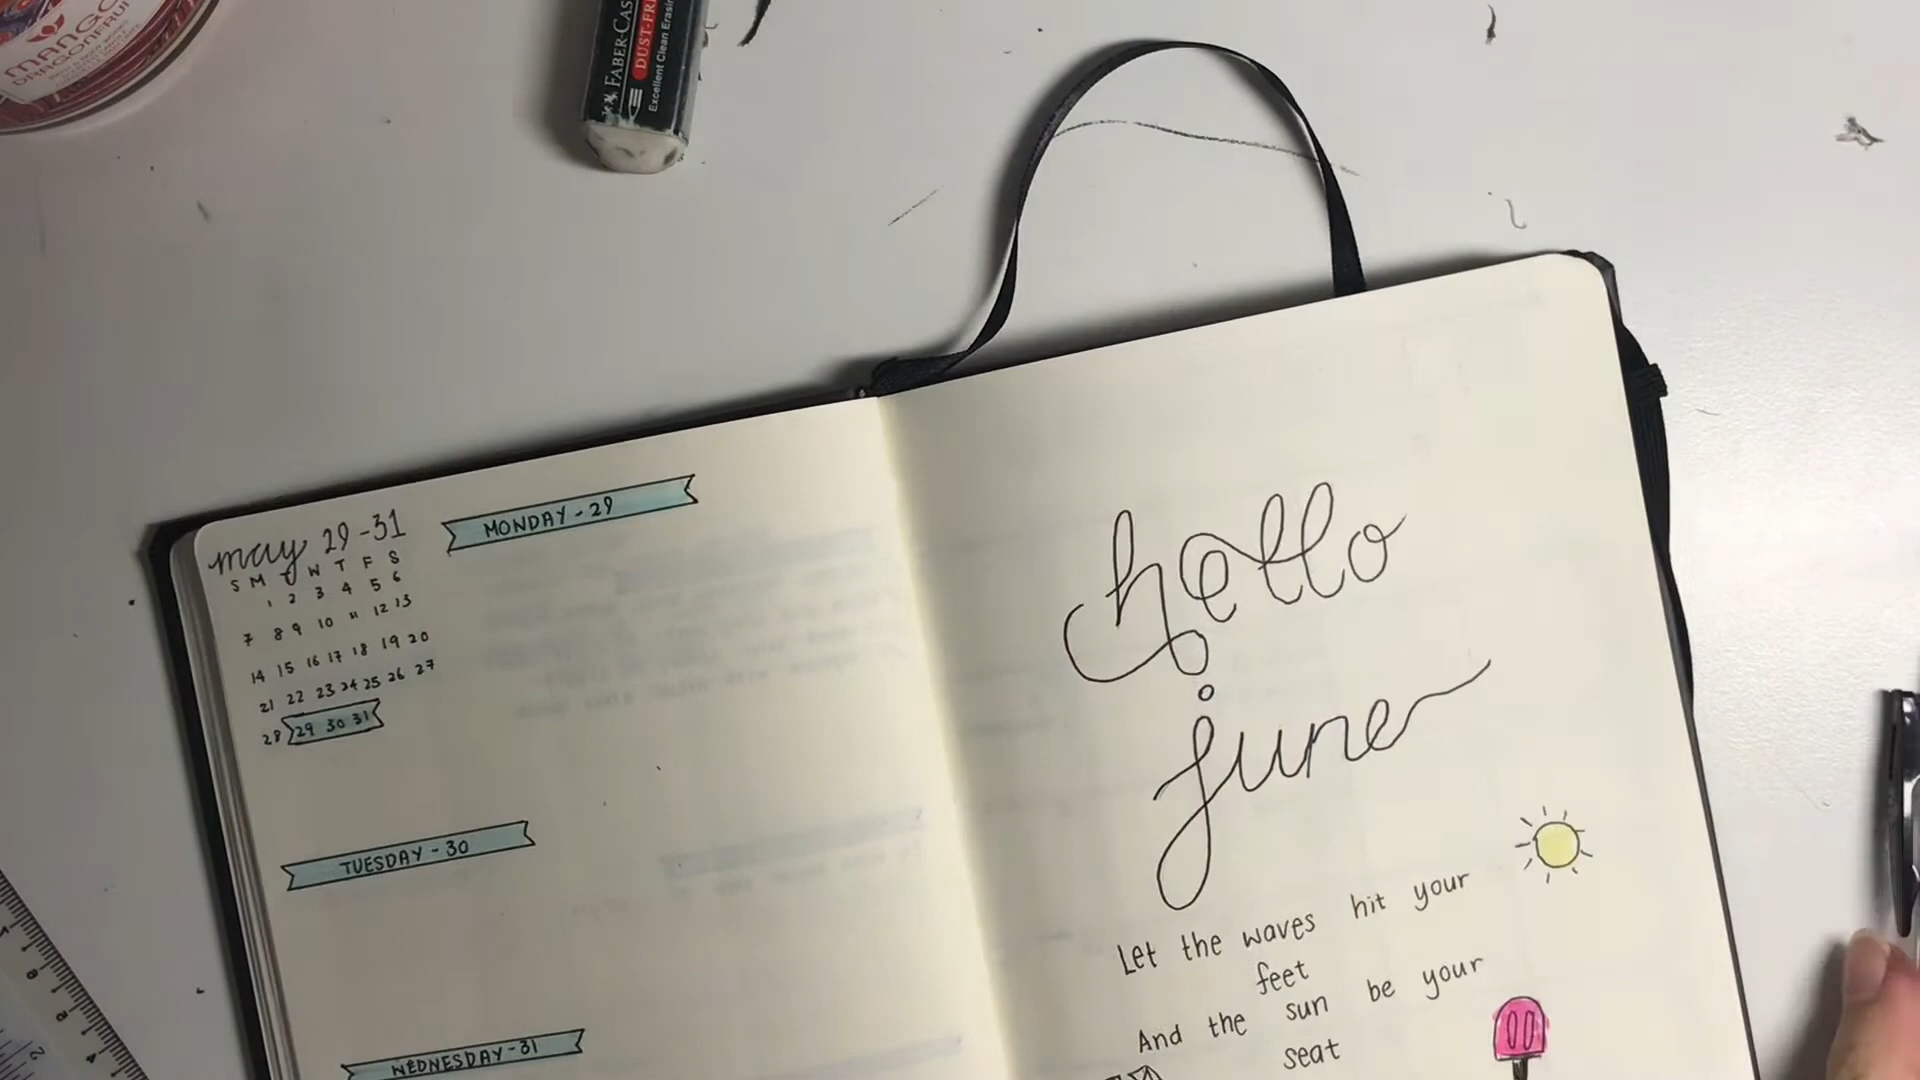 MANGO
DRAGONFRUIT
FABER-CAS
DUST-FR
Excellent Clean Erasin
may 29-31
S M T W T F S
1 2 3 4 5 6
7 8 9 10 11 12 13
14 15 16 17 18 19 20
21 22 23 24 25 26 27
28 29 30 31
MONDAY - 29
TUESDAY - 30
WEDNESDAY - 31
hello
june
Let the waves hit your
feet
And the sun be your
seat